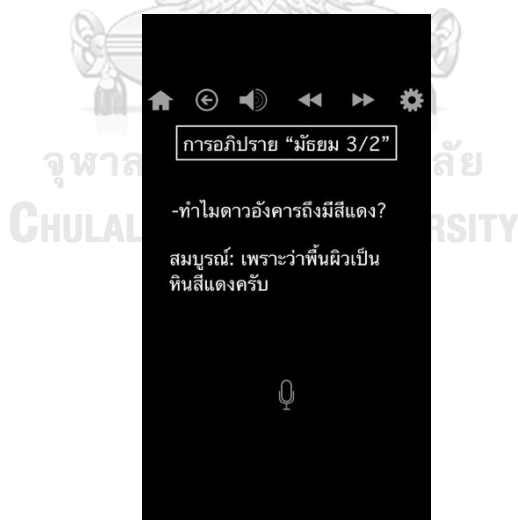 การอภิปราย “มัธยม 3/2”
-ทำไมดาวอังคารถึงมีสีแดง?
สมบูรณ์: เพราะว่าพื้นผิวเป็น
หินสีแดงครับ